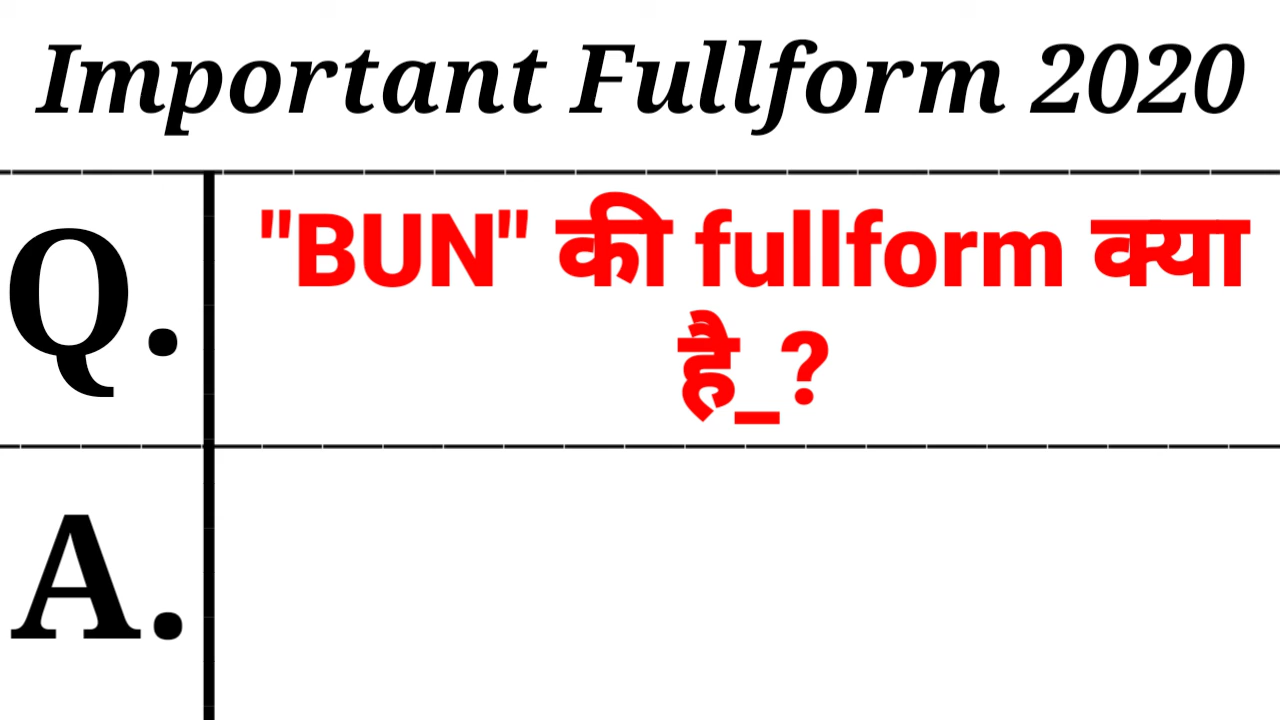 Important Fullform 2020
Q.
"BUN" की fullform क्या
है_?
A.